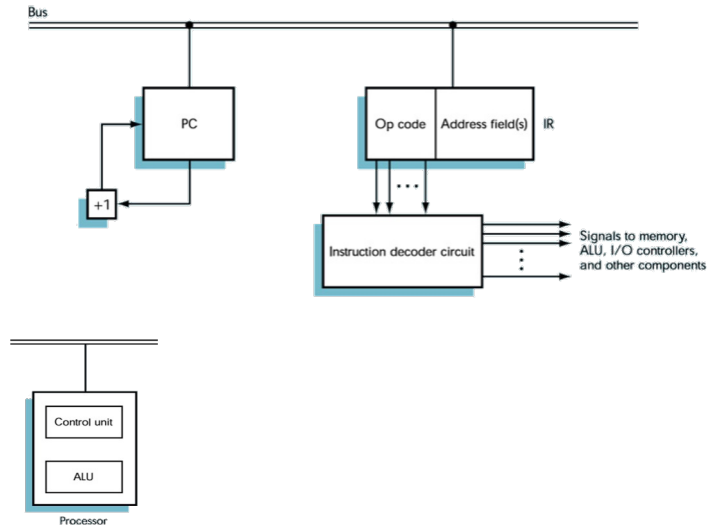 Bus
PC
Op code
Address field(s)
IR
+1
Instruction decoder circuit
Signals to memory,
ALU, I/O controllers,
and other components
Control unit
ALU
Processor